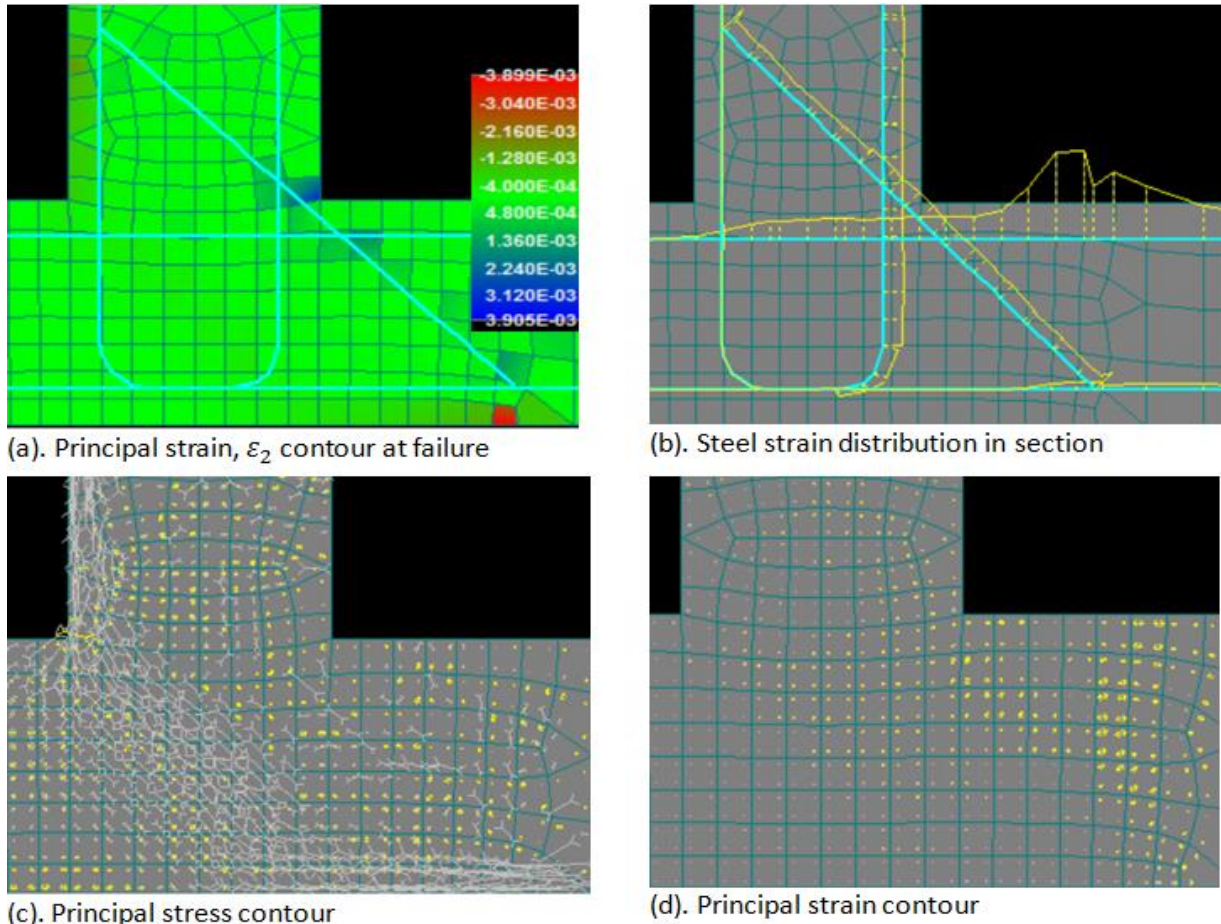 -3.899E-03
-3.040E-03
-2.160E-03
-1.280E-03
-4.000E-04
4.800E-04
1.360E-03
2.240E-03
3.120E-03
3.905E-03
(a). Principal strain, ε₂ contour at failure
(b). Steel strain distribution in section
(c). Principal stress contour
(d). Principal strain contour